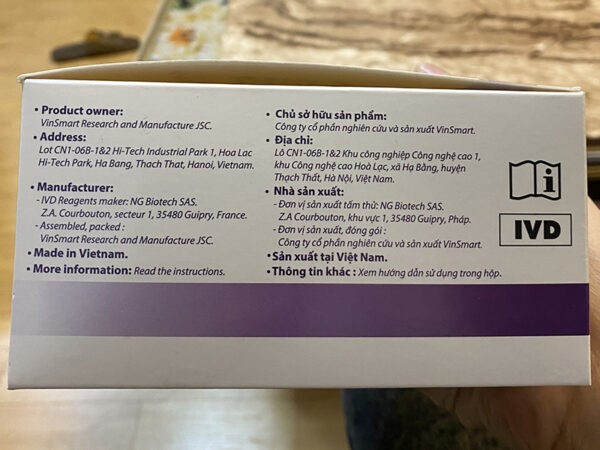 • Product owner:
VinSmart Research and Manufacture JSC.
• Address:
Lot CN1-06B-1&2 Hi-Tech Industrial Park 1, Hoa Lac
Hi-Tech Park, Ha Bang, Thach That, Hanoi, Vietnam.
• Manufacturer:
- IVD Reagents maker: NG Biotech SAS.
Z.A. Courbouton, secteur 1, 35480 Guipry, France.
- Assembled, packed :
VinSmart Research and Manufacture JSC.
• Made in Vietnam.
• More information: Read the instructions.
• Chủ sở hữu sản phẩm:
Công ty cổ phần nghiên cứu và sản xuất VinSmart.
• Địa chỉ:
Lô CN1-06B-1&2 Khu công nghiệp Công nghệ cao 1,
khu Công nghệ cao Hoà Lạc, xã Hạ Bằng, huyện
Thạch Thất, Hà Nội, Việt Nam.
• Nhà sản xuất:
- Đơn vị sản xuất tấm thử: NG Biotech SAS.
Z.A Courbouton, khu vực 1, 35480 Guipry, Pháp.
- Đơn vị sản xuất, đóng gói :
Công ty cổ phần nghiên cứu và sản xuất VinSmart.
• Sản xuất tại Việt Nam.
• Thông tin khác : Xem hướng dẫn sử dụng trong hộp.
i
IVD